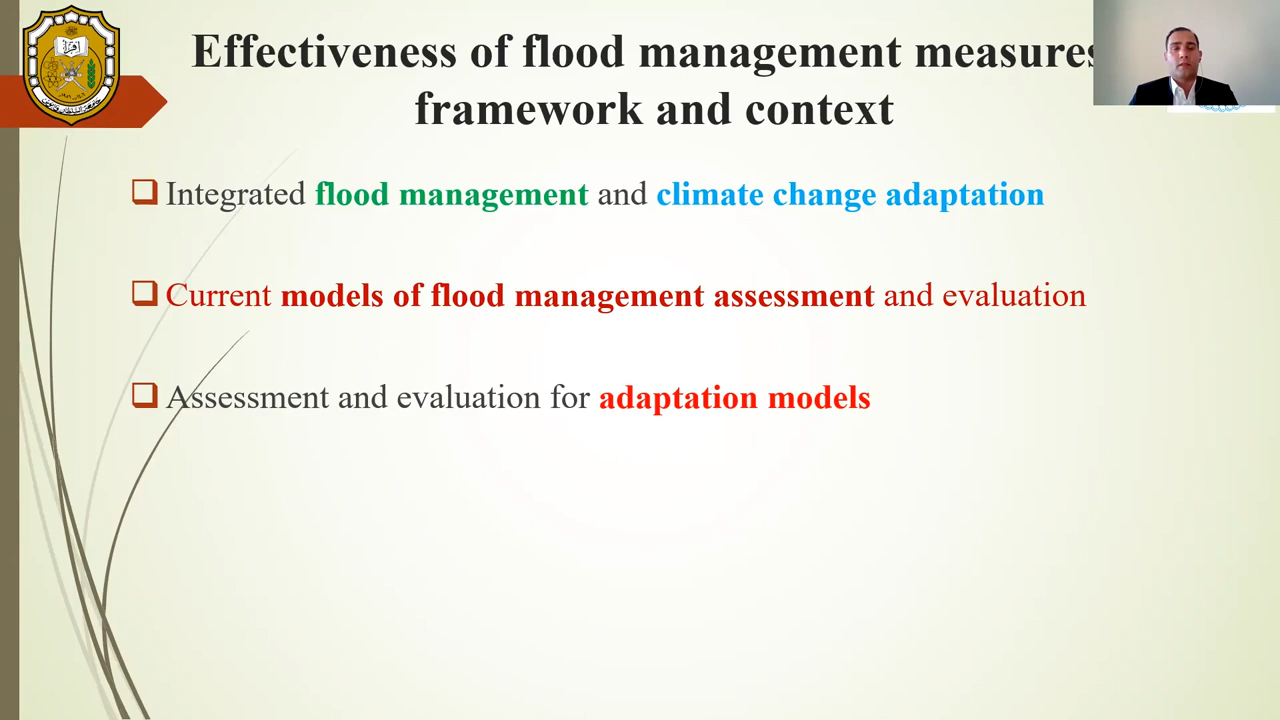 Effectiveness of flood management measures
framework and context
Integrated flood management and climate change adaptation
Current models of flood management assessment and evaluation
Assessment and evaluation for adaptation models